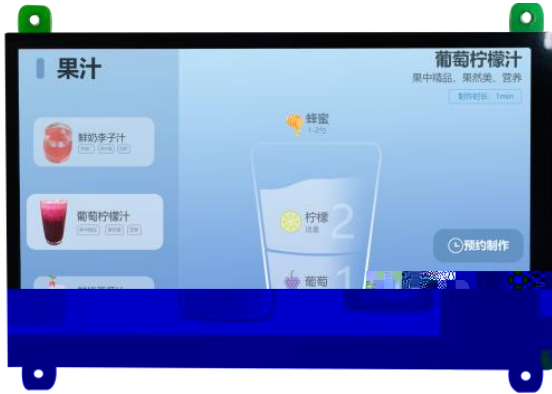 果汁
鲜奶李子汁
葡萄柠檬汁
葡萄柠檬汁
果中精品、果然美，营养
制作时长：1min
蜂蜜
1-2勺
柠檬
适量
2
葡萄
1
预约制作